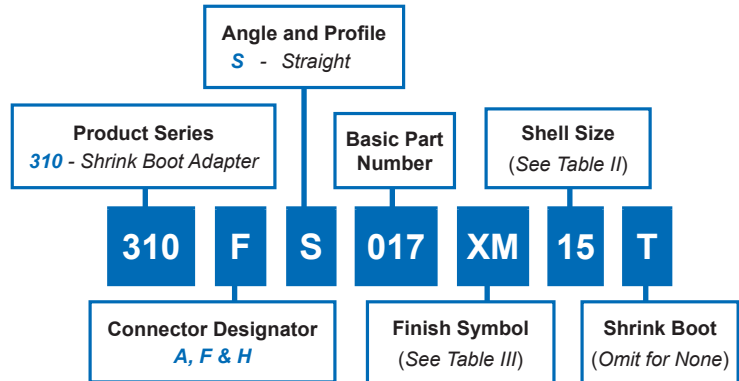 Angle and Profile
S - Straight
Product Series
310 - Shrink Boot Adapter
Basic Part
Number
Shell Size
(See Table II)
310 F S 017 XM 15 T
Connector Designator
A, F & H
Finish Symbol
(See Table III)
Shrink Boot
(Omit for None)